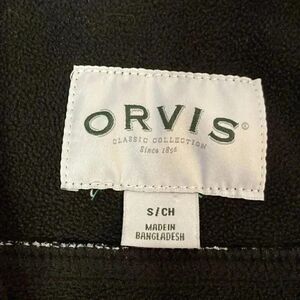 ORVIS®
CLASSIC COLLECTION
Since 1856
S/CH
MADE IN
BANGLADESH